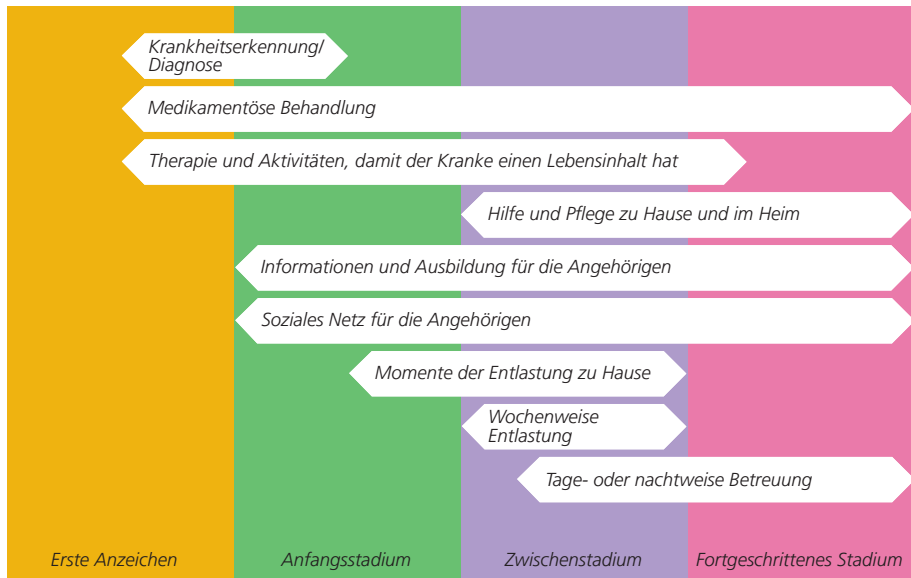 Krankheitserkennung/
Diagnose
Medikamentöse Behandlung
Therapie und Aktivitäten, damit der Kranke einen Lebensinhalt hat
Hilfe und Pflege zu Hause und im Heim
Informationen und Ausbildung für die Angehörigen
Soziales Netz für die Angehörigen
Momente der Entlastung zu Hause
Wochenweise
Entlastung
Tage- oder nachtweise Betreuung
Erste Anzeichen
Anfangsstadium
Zwischenstadium
Fortgeschrittenes Stadium